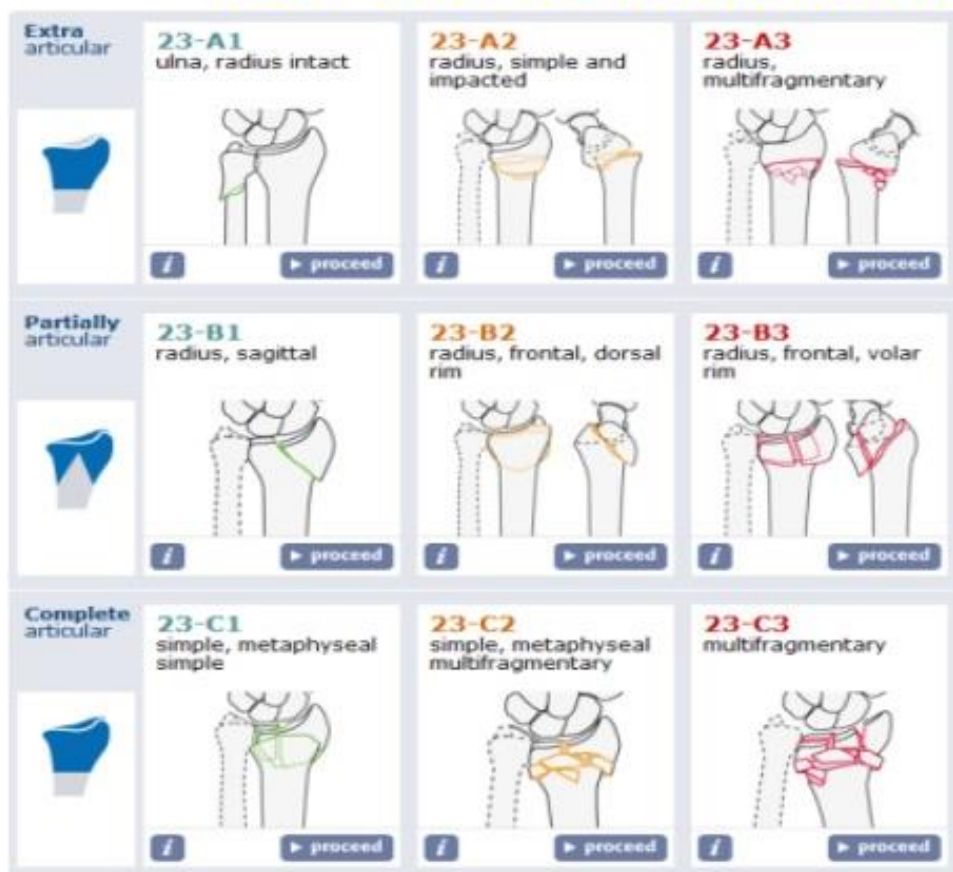 Extra
articular
23-A1
ulna, radius intact
i
▶ proceed
23-A2
radius, simple and
impacted
i
▶ proceed
23-A3
radius,
multifragmentary
i
▶ proceed
Partially
articular
23-B1
radius, sagittal
i
▶ proceed
23-B2
radius, frontal, dorsal
rim
i
▶ proceed
23-B3
radius, frontal, volar
rim
i
▶ proceed
Complete
articular
23-C1
simple, metaphyseal
simple
i
▶ proceed
23-C2
simple, metaphyseal
multifragmentary
i
▶ proceed
23-C3
multifragmentary
i
▶ proceed